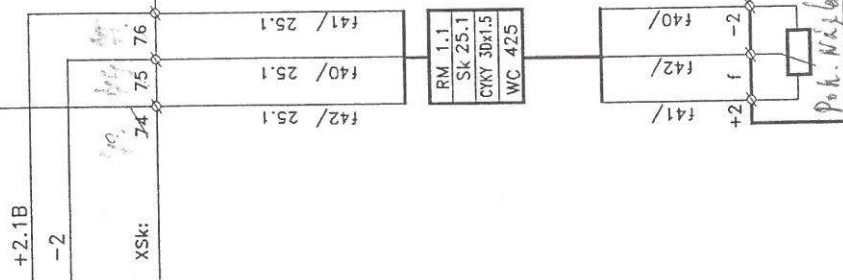 +2.1B
-2
XSk:
76
75
74
f41/ 25.1
f40/ 25.1
f42/ 25.1
RM 1.1
Sk 25.1
CYKY 3Dx1.5
WC 425
f40/
f42/
f41/
-2
f
+2